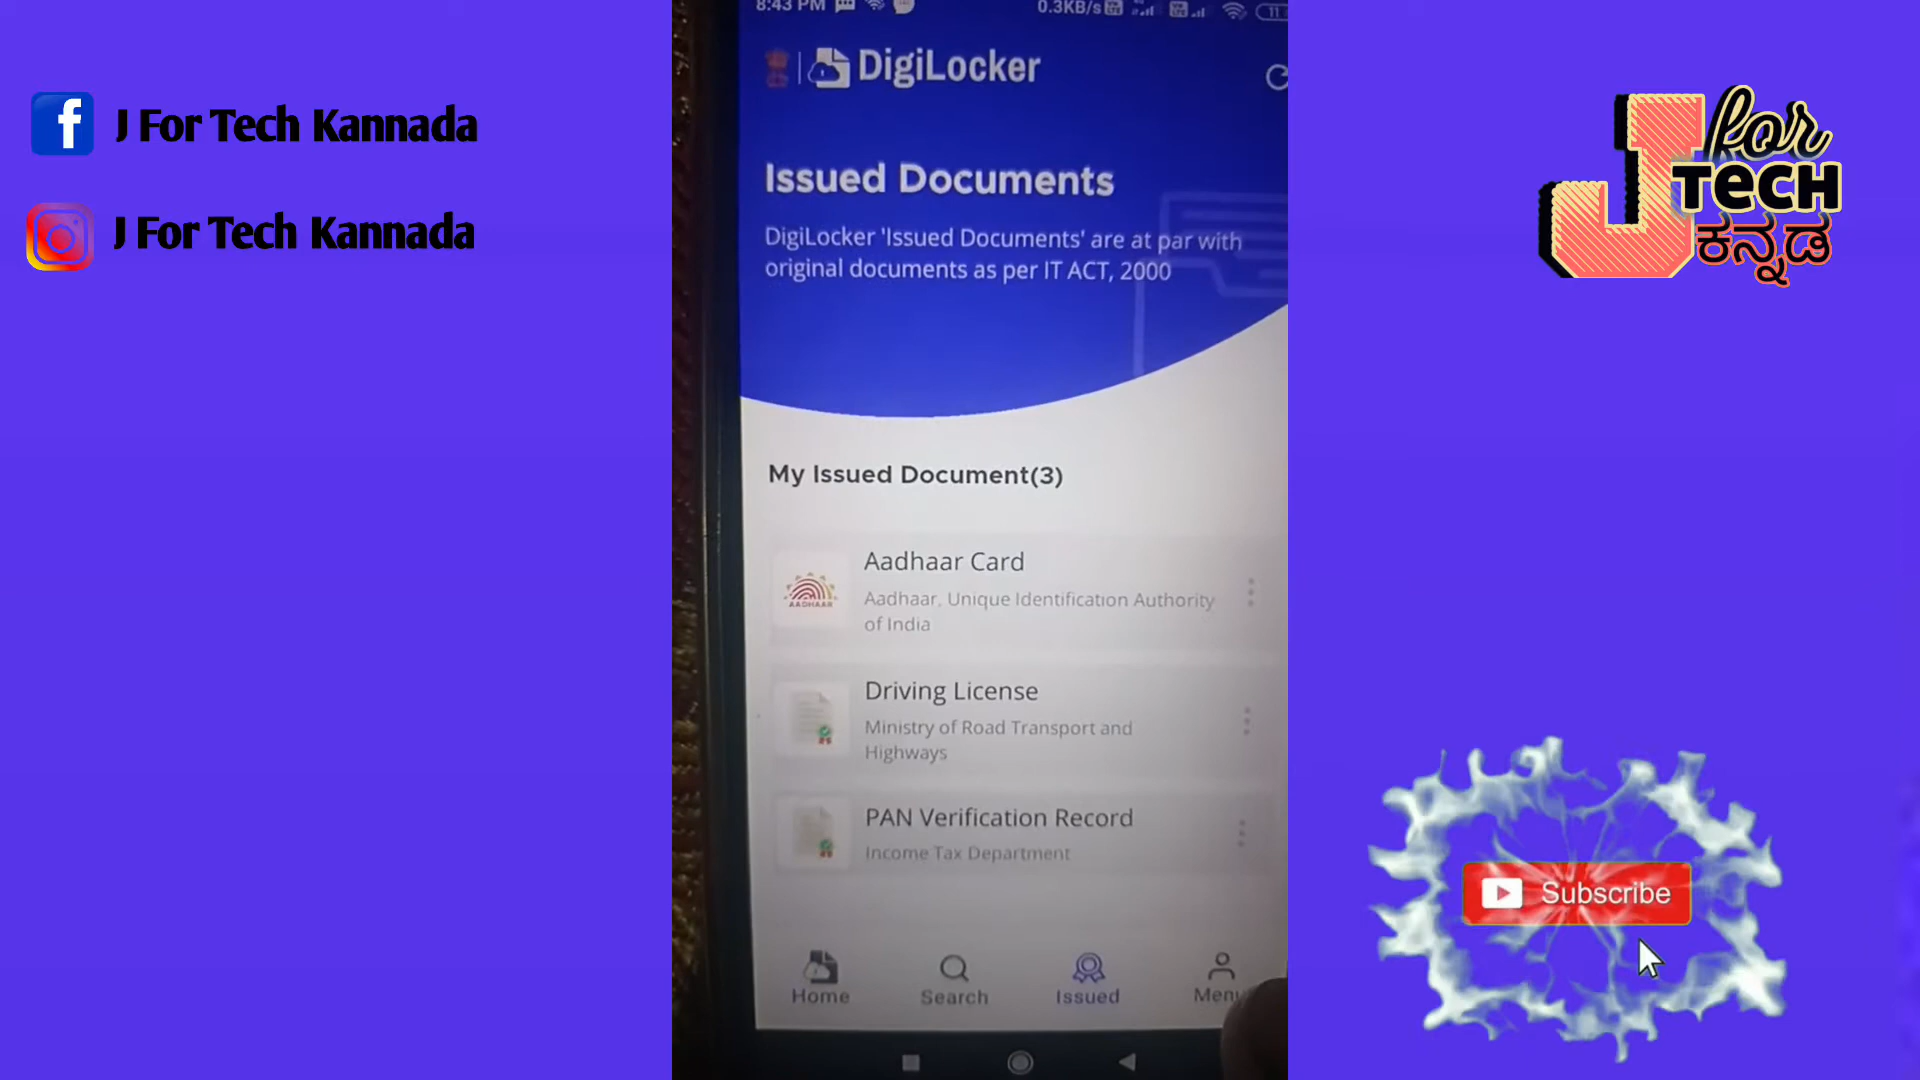 J For Tech Kannada
J For Tech Kannada
8:43 PM
0.3KB/s
DigiLocker
Issued Documents
DigiLocker 'Issued Documents' are at par with
original documents as per IT ACT, 2000
My Issued Document(3)
AADHAAR
Aadhaar Card
Aadhaar, Unique Identification Authority
of India
Driving License
Ministry of Road Transport and
Highways
PAN Verification Record
Income Tax Department
Home
Search
Issued
Menu
J for
TECH
ಕನ್ನಡ
Subscribe